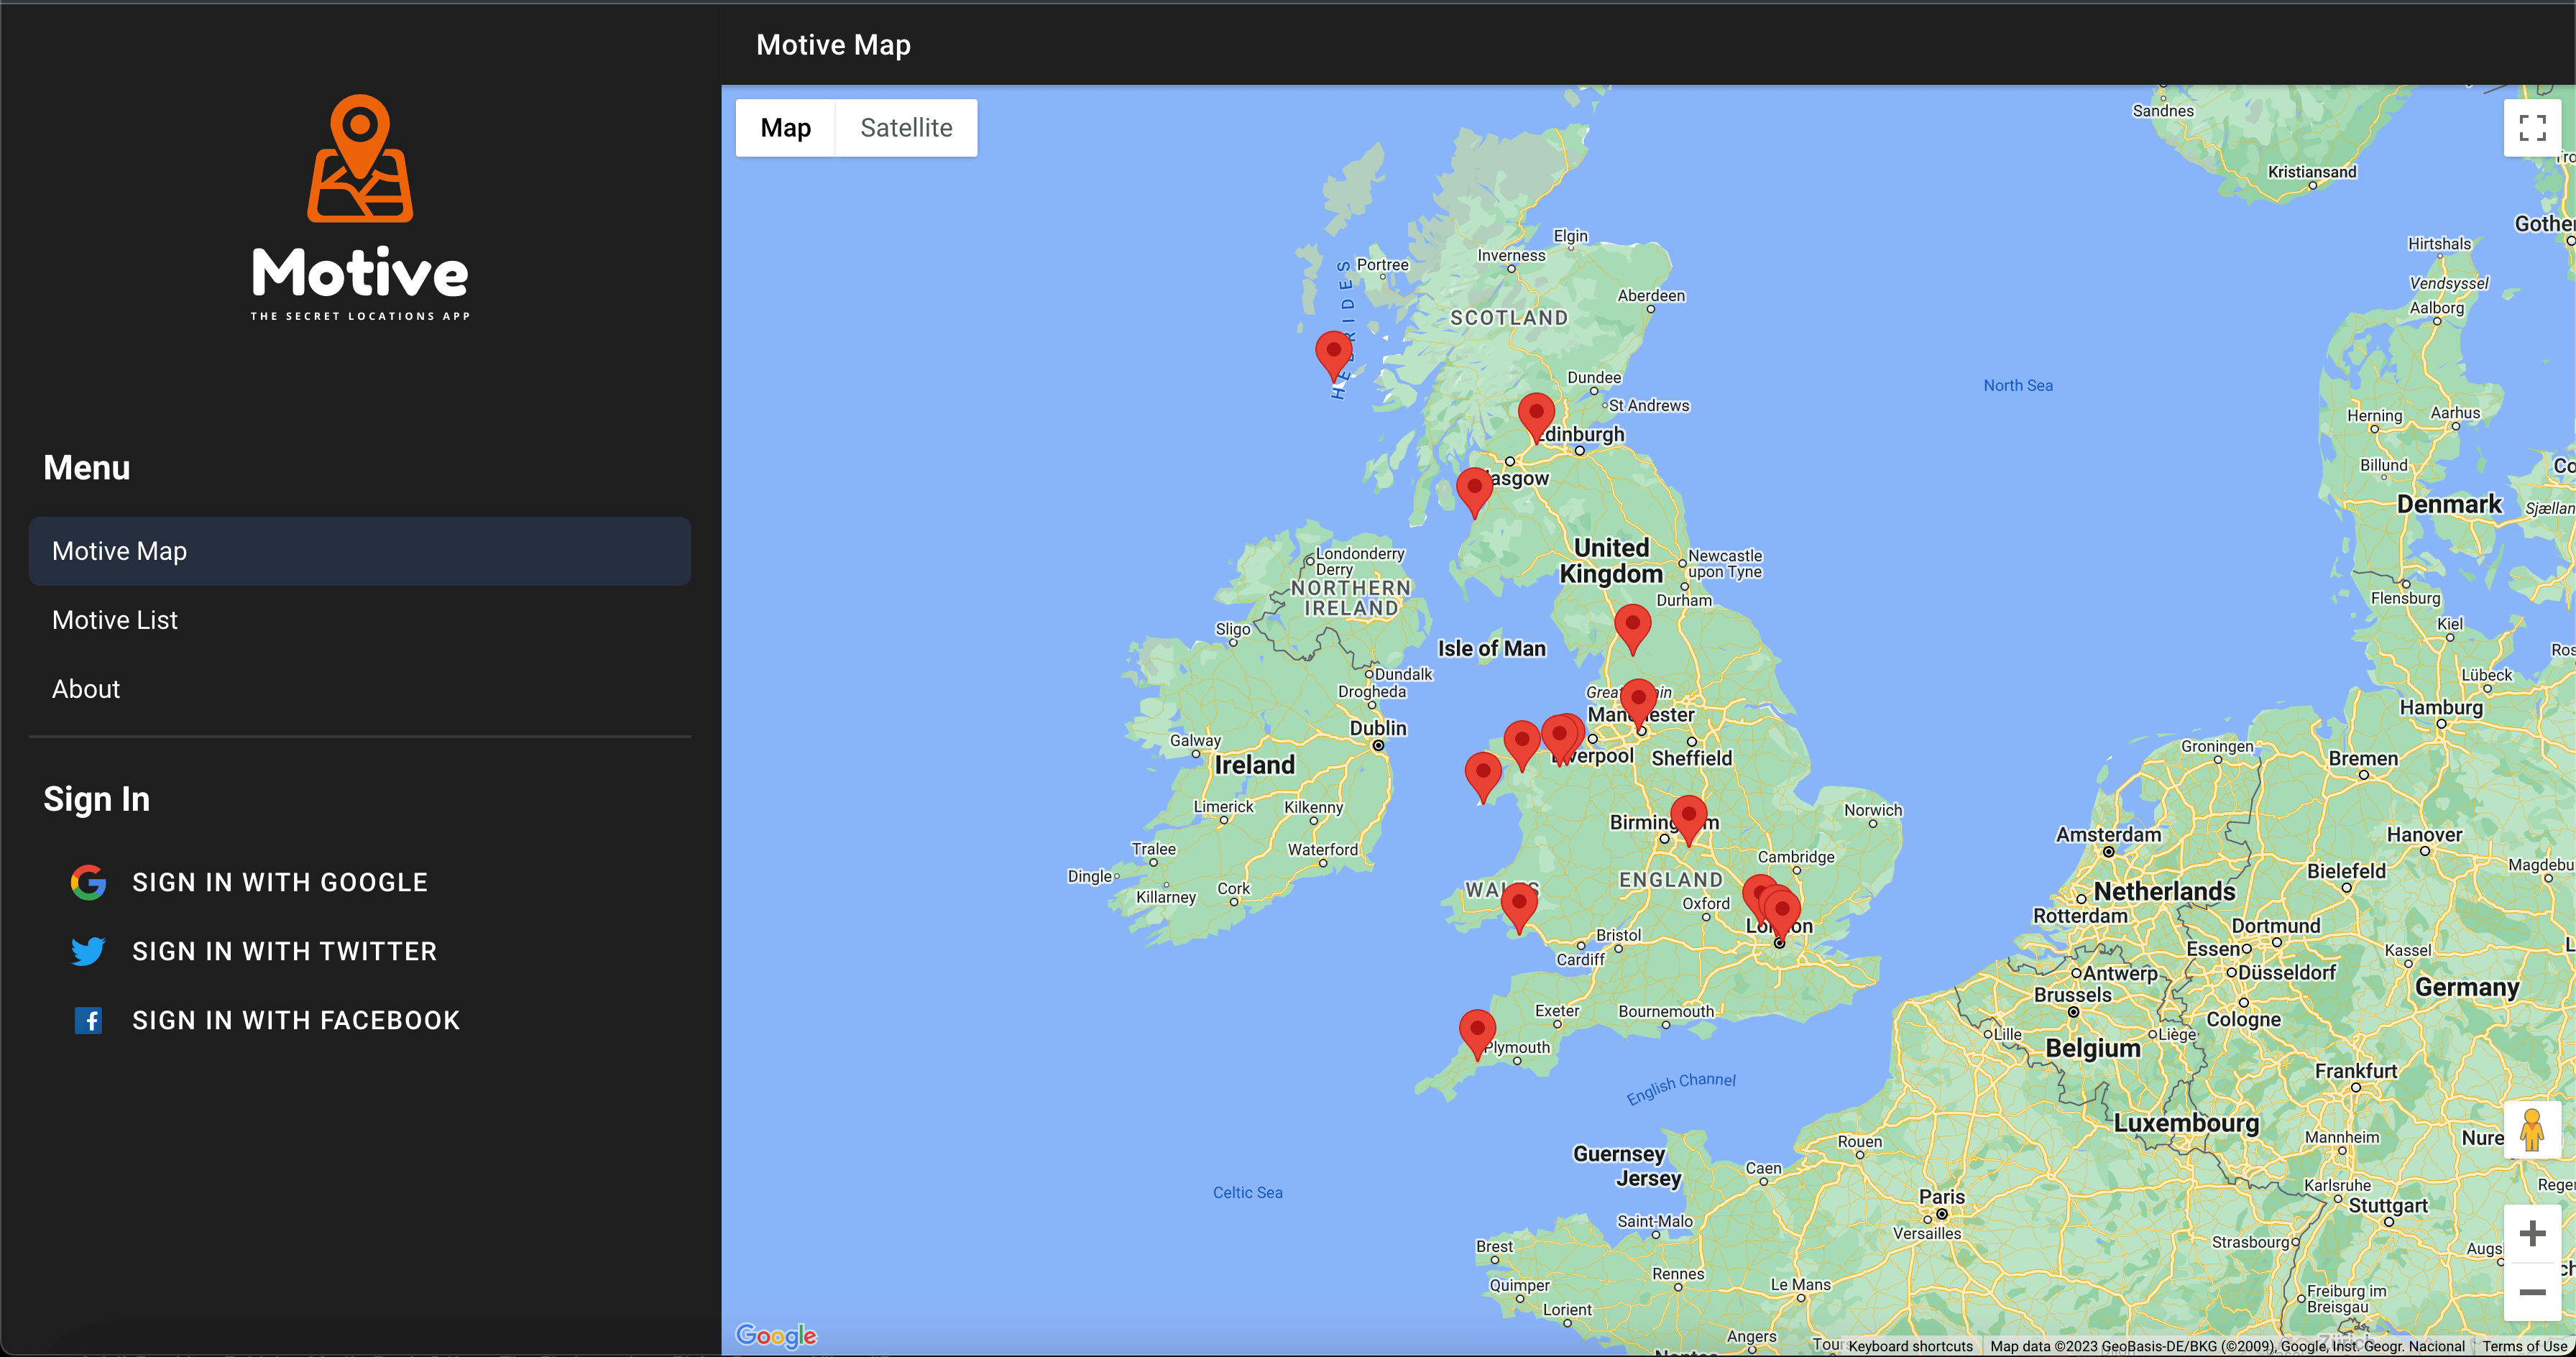 Motive
THE SECRET LOCATIONS APP
Menu
Motive Map
Motive List
About
Sign In
SIGN IN WITH GOOGLE
SIGN IN WITH TWITTER
SIGN IN WITH FACEBOOK
Motive Map
Map
Satellite
Sandnes
Kristiansand
Elgin
Inverness
Portree
HEBRIDES
Aberdeen
SCOTLAND
Dundee
St Andrews
Edinburgh
asgow
North Sea
Hirtshals
Vendsyssel
Aalborg
Herning
Aarhus
Billund
Denmark
Flensburg
Kiel
Lübeck
Hamburg
United
Kingdom
Newcastle
upon Tyne
Durham
Londonderry
Derry
NORTHERN
IRELAND
Sligo
Isle of Man
Dundalk
Drogheda
Dublin
Galway
Ireland
Limerick
Kilkenny
Tralee
Waterford
Dingle
Killarney
Cork
Manchester
Liverpool
Sheffield
Birmingham
Norwich
Cambridge
ENGLAND
WALES
Oxford
London
Bristol
Cardiff
Exeter
Bournemouth
Plymouth
English Channel
Guernsey
Jersey
Celtic Sea
Groningen
Bremen
Amsterdam
Hanover
Netherlands
Bielefeld
Rotterdam
Dortmund
Essen
Kassel
Antwerp
Düsseldorf
Brussels
Germany
Cologne
Lille
Liège
Belgium
Frankfurt
Luxembourg
Mannheim
Rouen
Caen
Karlsruhe
Paris
Stuttgart
Saint-Malo
Versailles
Strasbourg
Brest
Rennes
Quimper
Le Mans
Lorient
Freiburg im
Breisgau
Angers
Google
Keyboard shortcuts
Map data ©2023 GeoBasis-DE/BKG (©2009), Google, Inst. Geogr. Nacional
Terms of Use